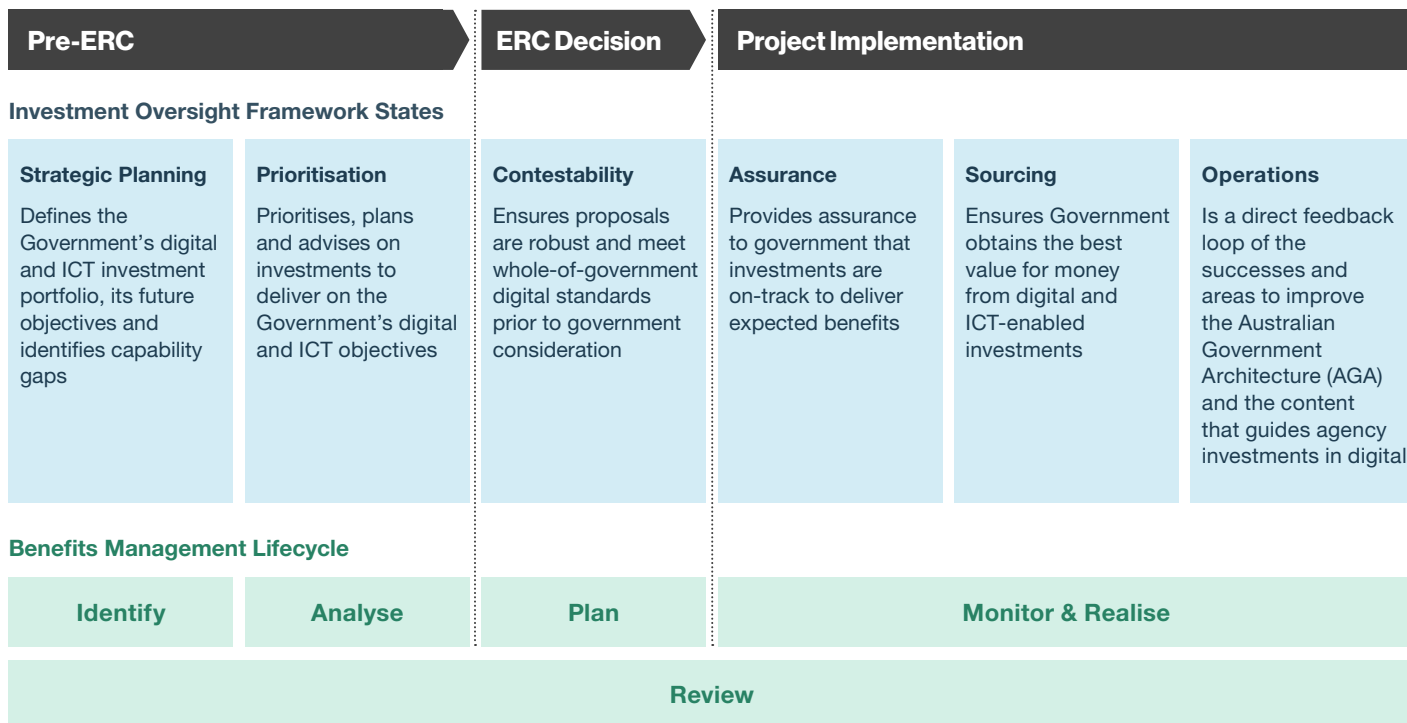 Pre-ERC
ERC Decision
Project Implementation
Investment Oversight Framework States
Strategic Planning
Defines the
Government’s digital
and ICT investment
portfolio, its future
objectives and
identifies capability
gaps
Prioritisation
Prioritises, plans
and advises on
investments to
deliver on the
Government’s digital
and ICT objectives
Contestability
Ensures proposals
are robust and meet
whole-of-government
digital standards
prior to government
consideration
Assurance
Provides assurance
to government that
investments are
on-track to deliver
expected benefits
Sourcing
Ensures Government
obtains the best
value for money
from digital and
ICT-enabled
investments
Operations
Is a direct feedback
loop of the
successes and
areas to improve
the Australian
Government
Architecture (AGA)
and the content
that guides agency
investments in digital
Benefits Management Lifecycle
Identify
Analyse
Plan
Monitor & Realise
Review